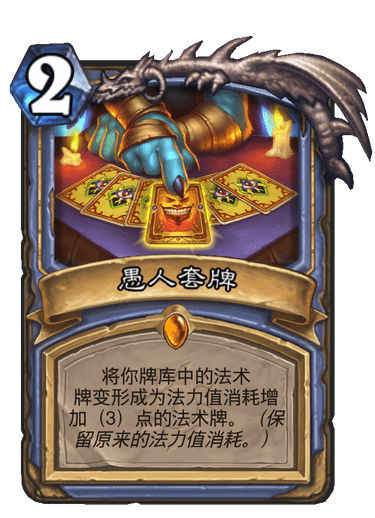 2
愚人套牌
将你牌库中的法术
牌变形成为法力值消耗增
加（3）点的法术牌。（保
留原来的法力值消耗。）